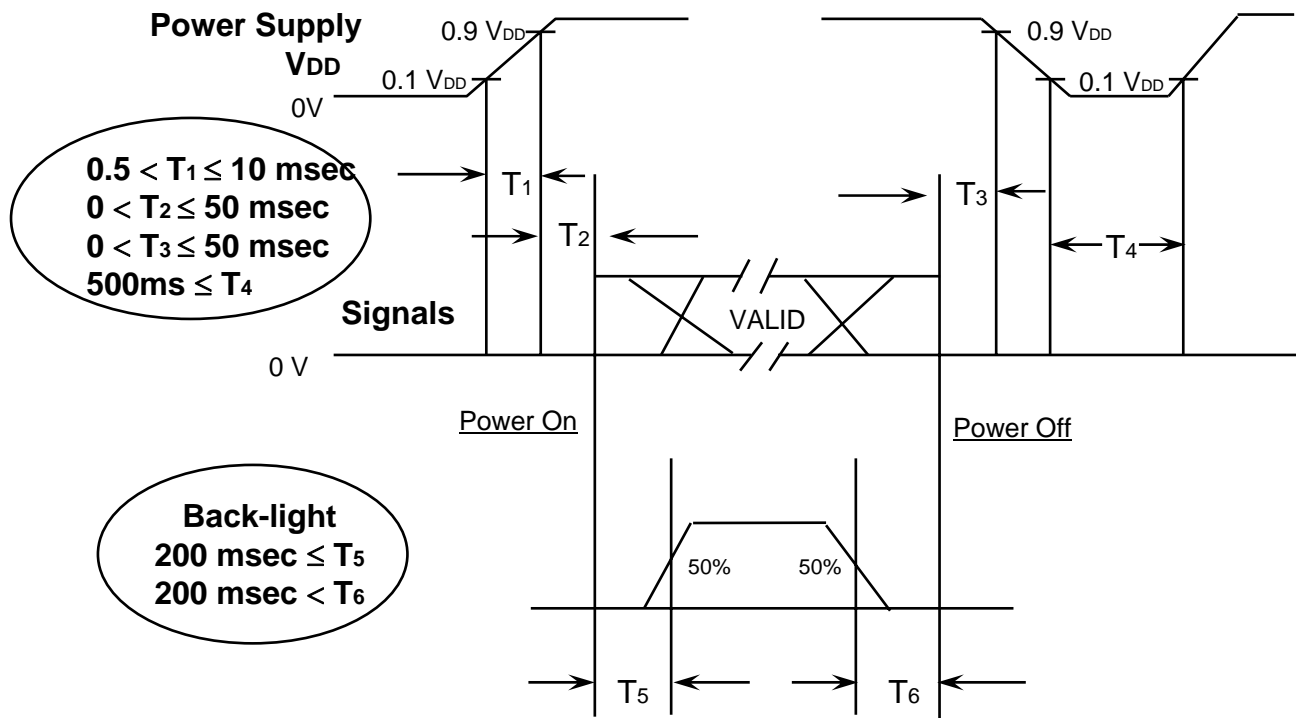 Power Supply
VDD
0.9 VDD
0.1 VDD
0V
0.9 VDD
0.1 VDD
0.5 < T1 ≤ 10 msec
0 < T2 ≤ 50 msec
0 < T3 ≤ 50 msec
500ms ≤ T4
T1
T2
T3
T4
Signals
VALID
0 V
Power On
Power Off
Back-light
200 msec ≤ T5
200 msec < T6
50%
50%
T5
T6